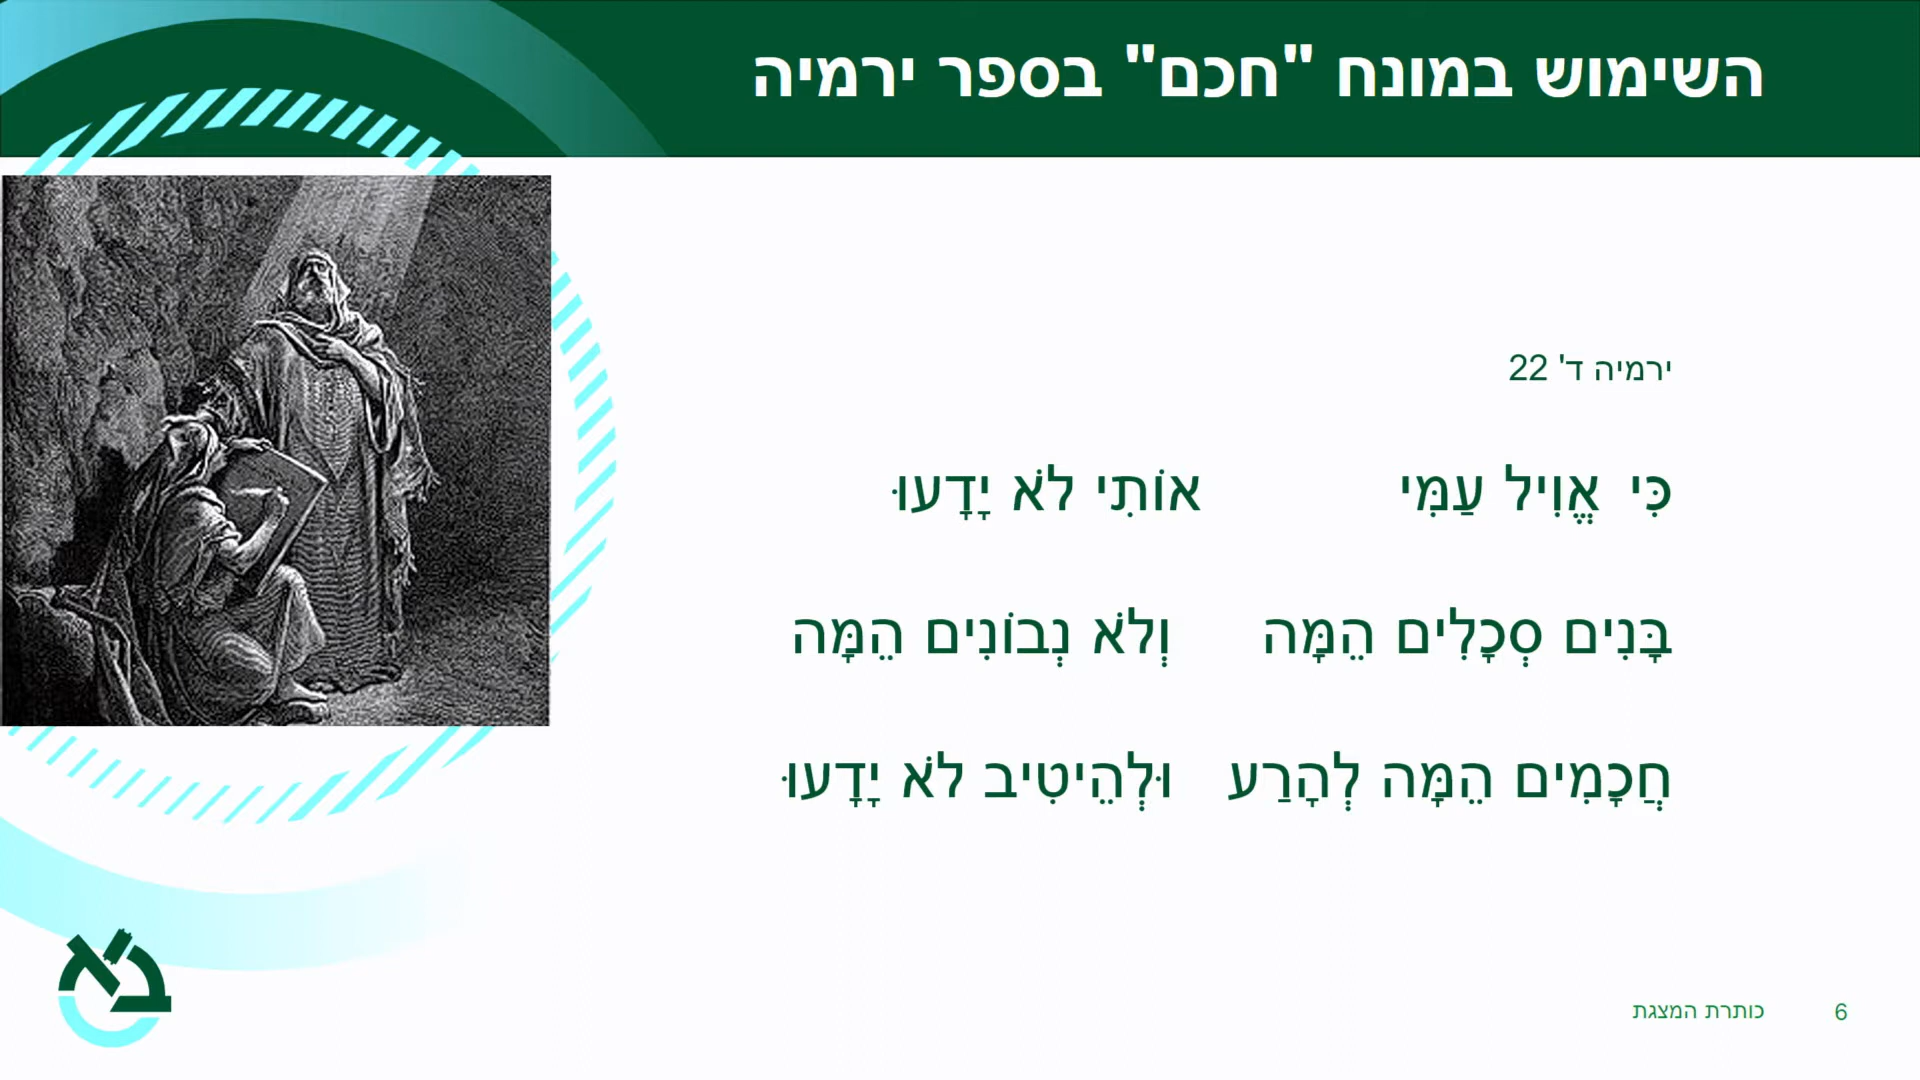 השימוש במונח "חכם" בספר ירמיה
ירמיה ד' 22
כִּי אֱוִיל עַמִּי אוֹתִי לֹא יָדָעוּ
בָּנִים סְכָלִים הֵמָּה וְלֹא נְבוֹנִים הֵמָּה
חֲכָמִים הֵמָּה לְהָרַע וּלְהֵיטִיב לֹא יָדָעוּ
כותרת המצגת 6
בא